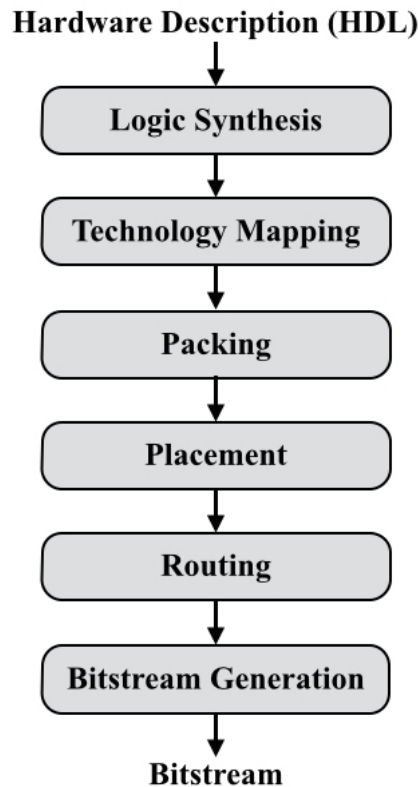 Hardware Description (HDL)
Logic Synthesis
Technology Mapping
Packing
Placement
Routing
Bitstream Generation
Bitstream